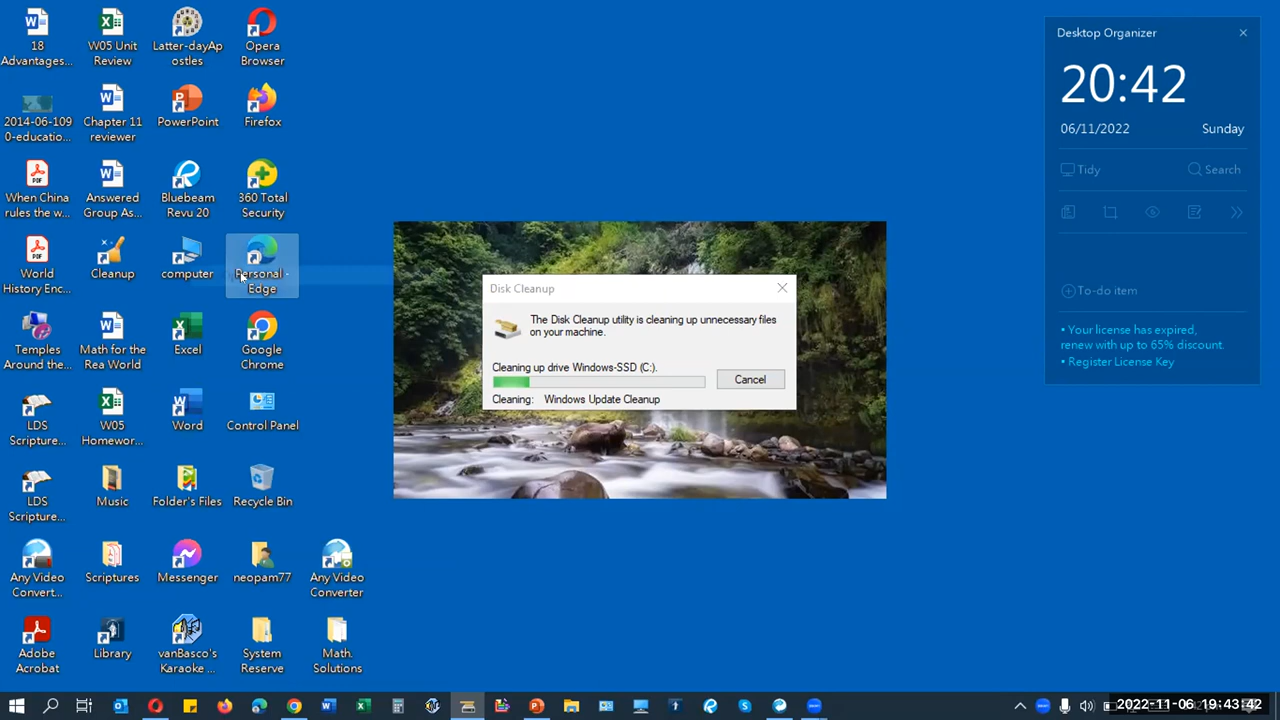 18
Advantages...
W05 Unit
Review
Latter-dayAp
ostles
Opera
Browser
2014-06-109
0-educatio...
Chapter 11
reviewer
PowerPoint
Firefox
When China
rules the w...
Answered
Group As...
Bluebeam
Revu 20
360 Total
Security
World
History Enc...
Cleanup
computer
Personal -
Edge
Temples
Around the...
Math for the
Rea World
Excel
Google
Chrome
LDS
Scripture...
W05
Homewor...
Word
Control Panel
LDS
Scripture...
Music
Folder's Files
Recycle Bin
Any Video
Convert...
Scriptures
Messenger
neopam77
Any Video
Converter
Adobe
Acrobat
Library
vanBasco's
Karaoke ...
System
Reserve
Math.
Solutions
Disk Cleanup
The Disk Cleanup utility is cleaning up unnecessary files
on your machine.
Cleaning up drive Windows-SSD (C:).
Cancel
Cleaning: Windows Update Cleanup
Desktop Organizer
20:42
06/11/2022 Sunday
Tidy
Search
To-do item
• Your license has expired,
renew with up to 65% discount.
• Register License Key
2022-11-06 19:43:42